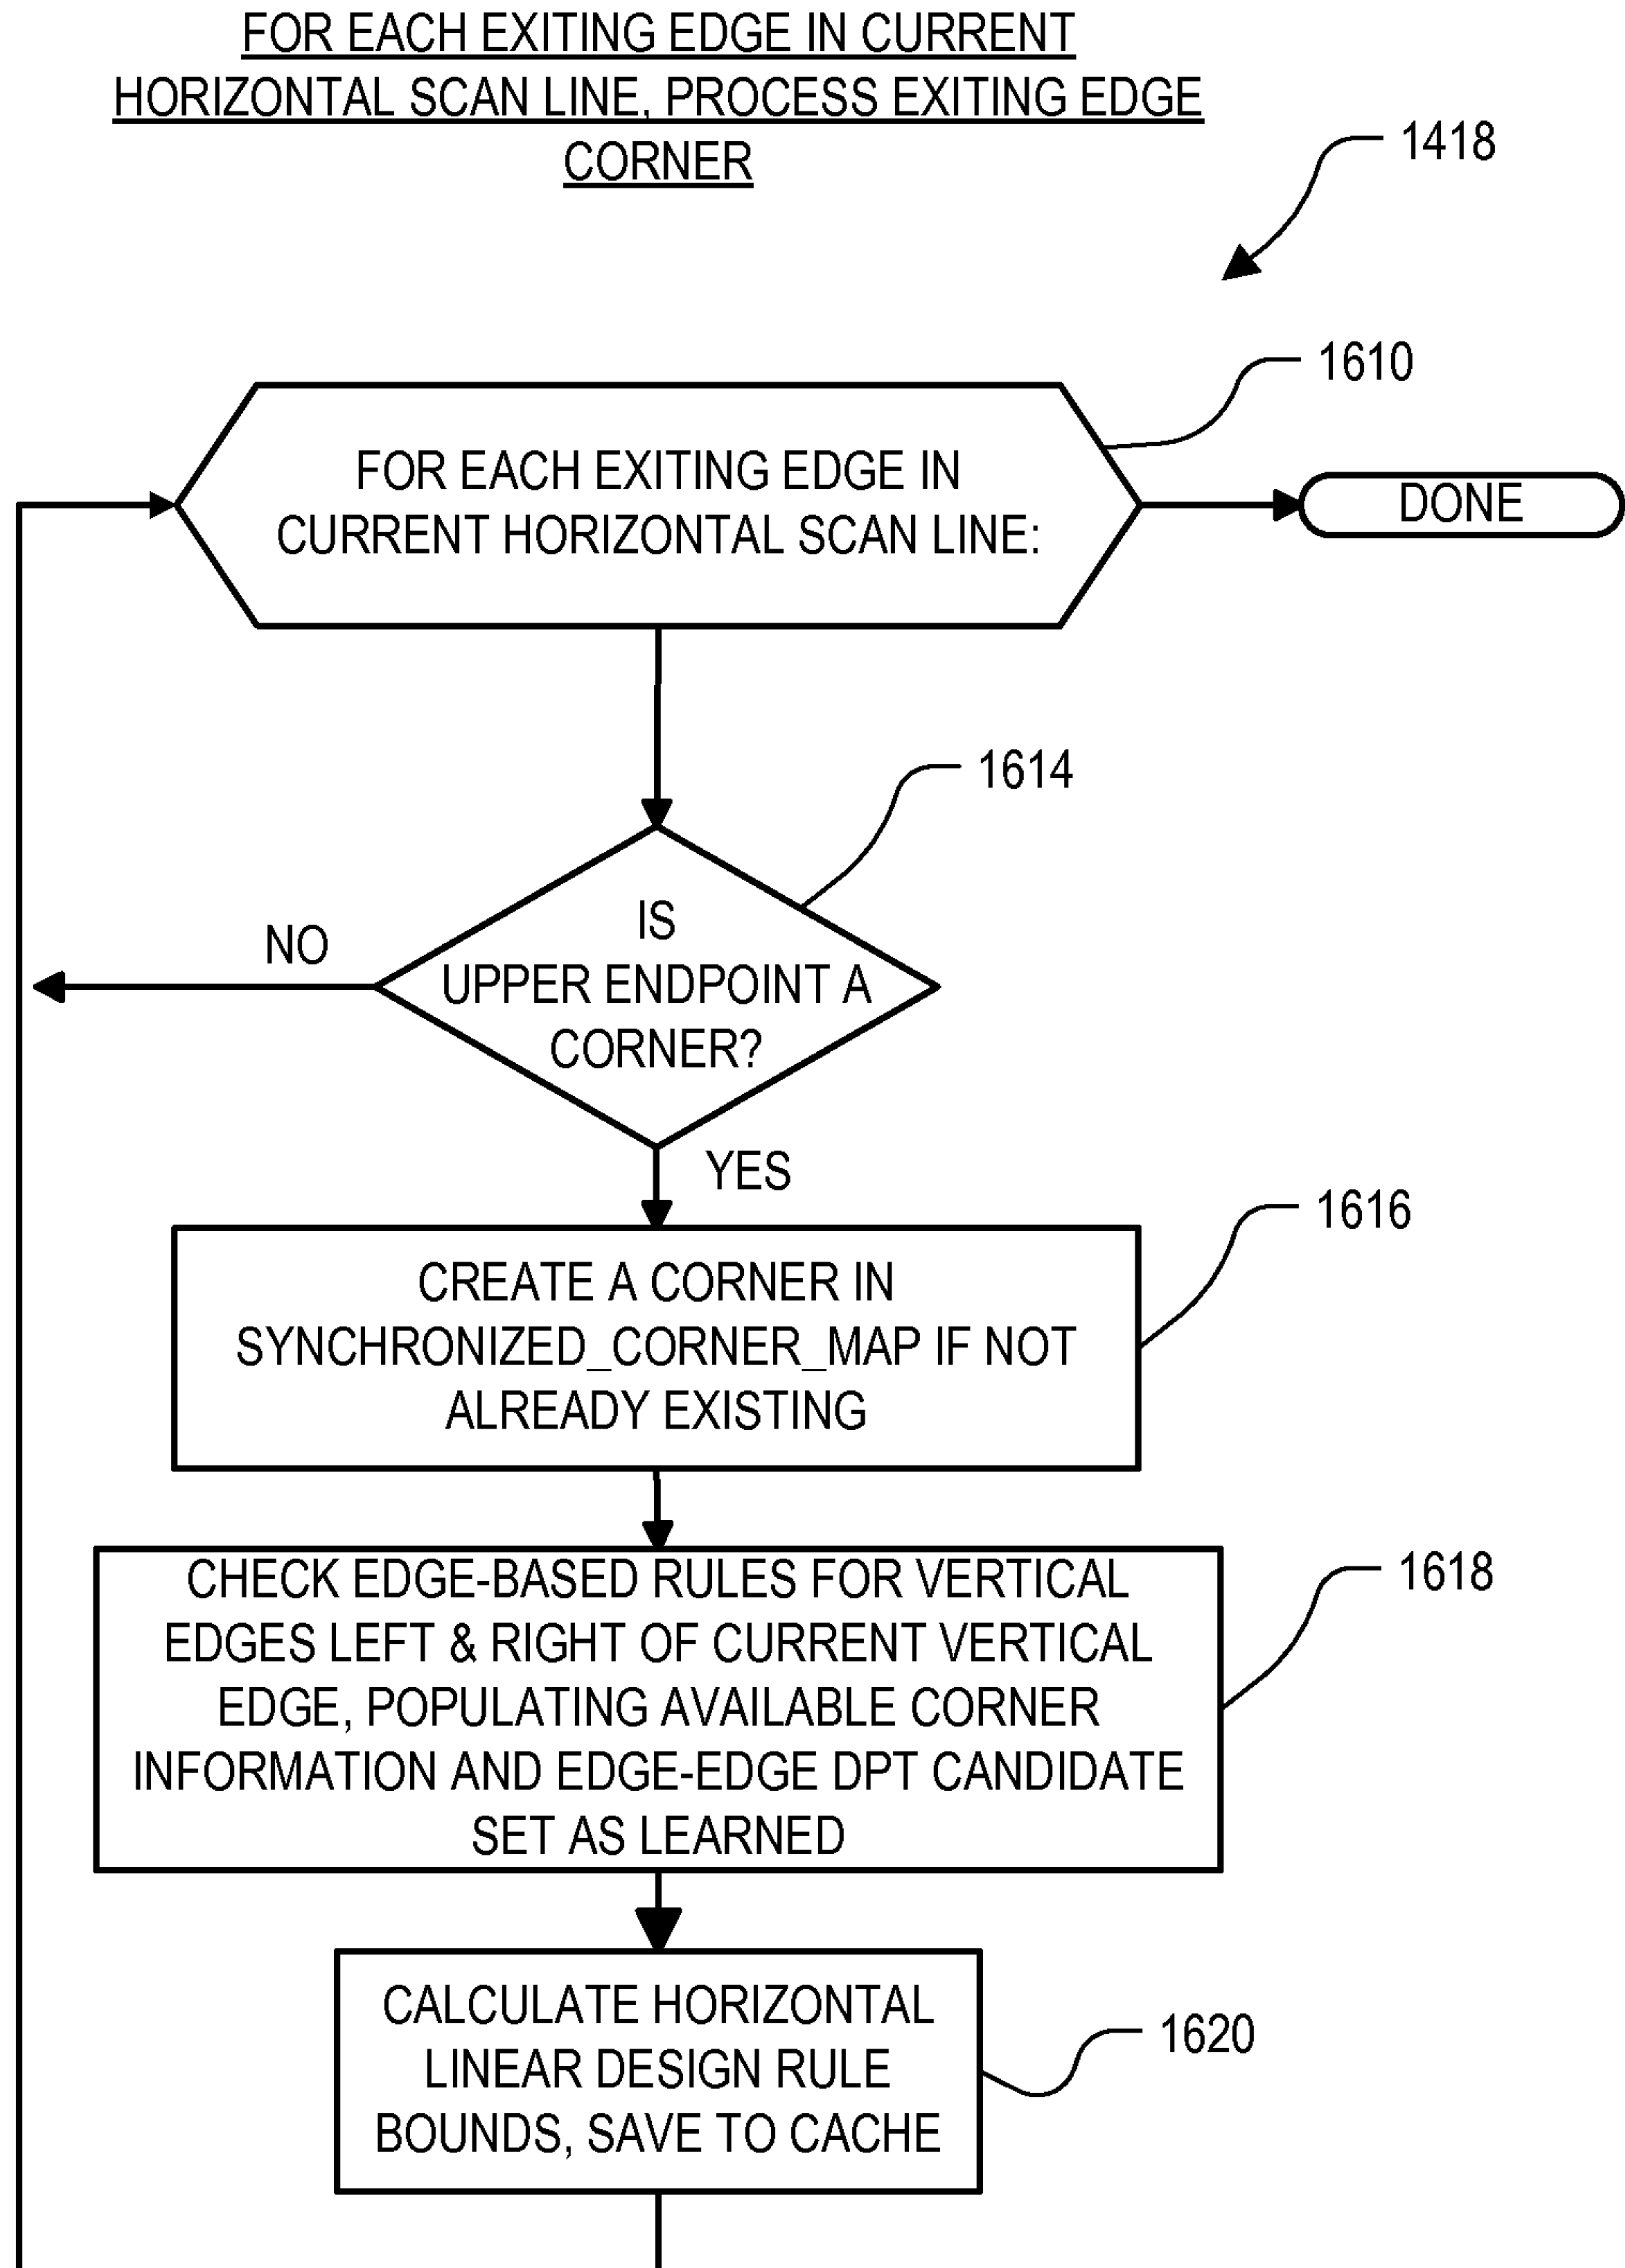 FOR EACH EXITING EDGE IN CURRENT
HORIZONTAL SCAN LINE, PROCESS EXITING EDGE
CORNER
1418
1610
FOR EACH EXITING EDGE IN
CURRENT HORIZONTAL SCAN LINE:
DONE
1614
IS
UPPER ENDPOINT A
CORNER?
NO
YES
1616
CREATE A CORNER IN
SYNCHRONIZED_CORNER_MAP IF NOT
ALREADY EXISTING
1618
CHECK EDGE-BASED RULES FOR VERTICAL
EDGES LEFT & RIGHT OF CURRENT VERTICAL
EDGE, POPULATING AVAILABLE CORNER
INFORMATION AND EDGE-EDGE DPT CANDIDATE
SET AS LEARNED
CALCULATE HORIZONTAL
LINEAR DESIGN RULE
BOUNDS, SAVE TO CACHE
1620